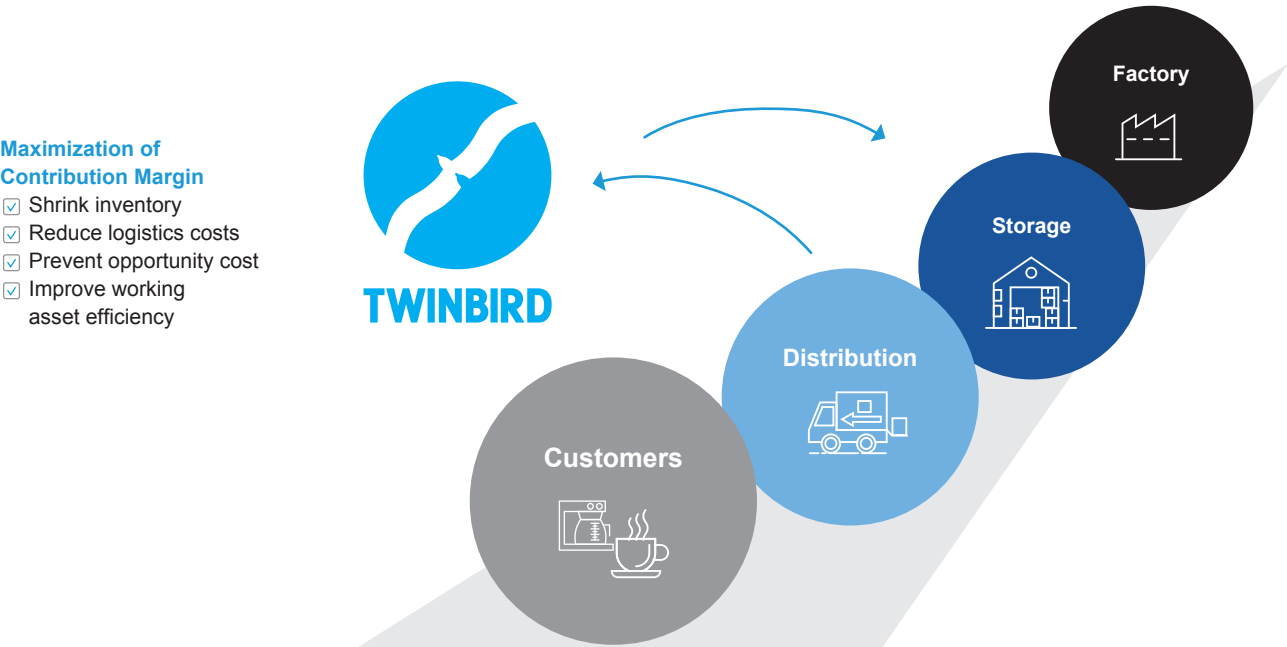 Maximization of
Contribution Margin
Shrink inventory
Reduce logistics costs
Prevent opportunity cost
Improve working
asset efficiency
TWINBIRD
Factory
Storage
Distribution
Customers